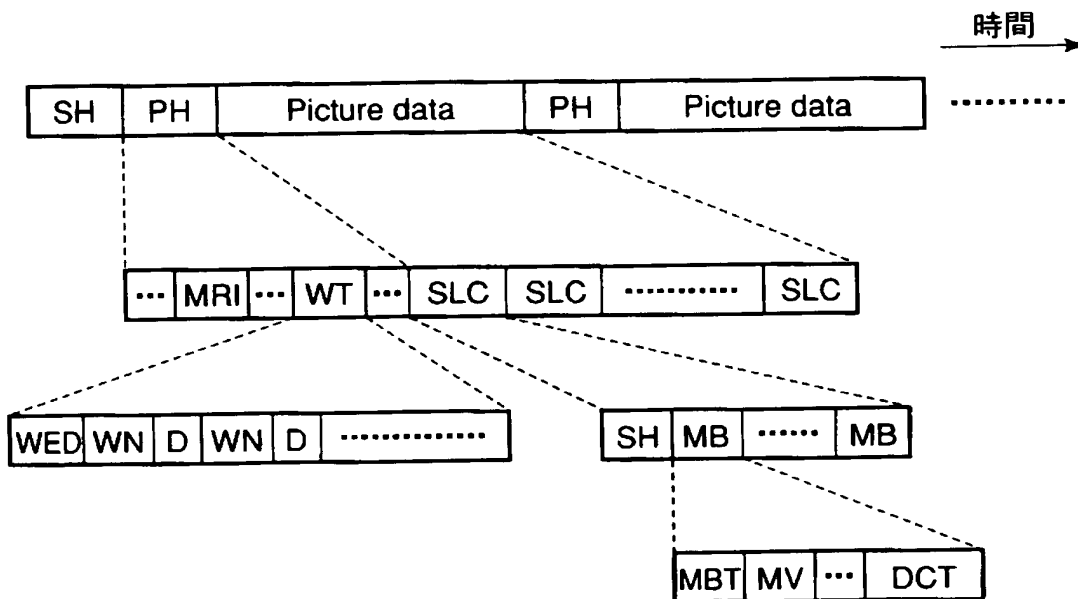 時間
SH PH Picture data PH Picture data ............
... MRI ... WT ... SLC SLC ............ SLC
WED WN D WN D ............
SH MB ...... MB
MBT MV ... DCT